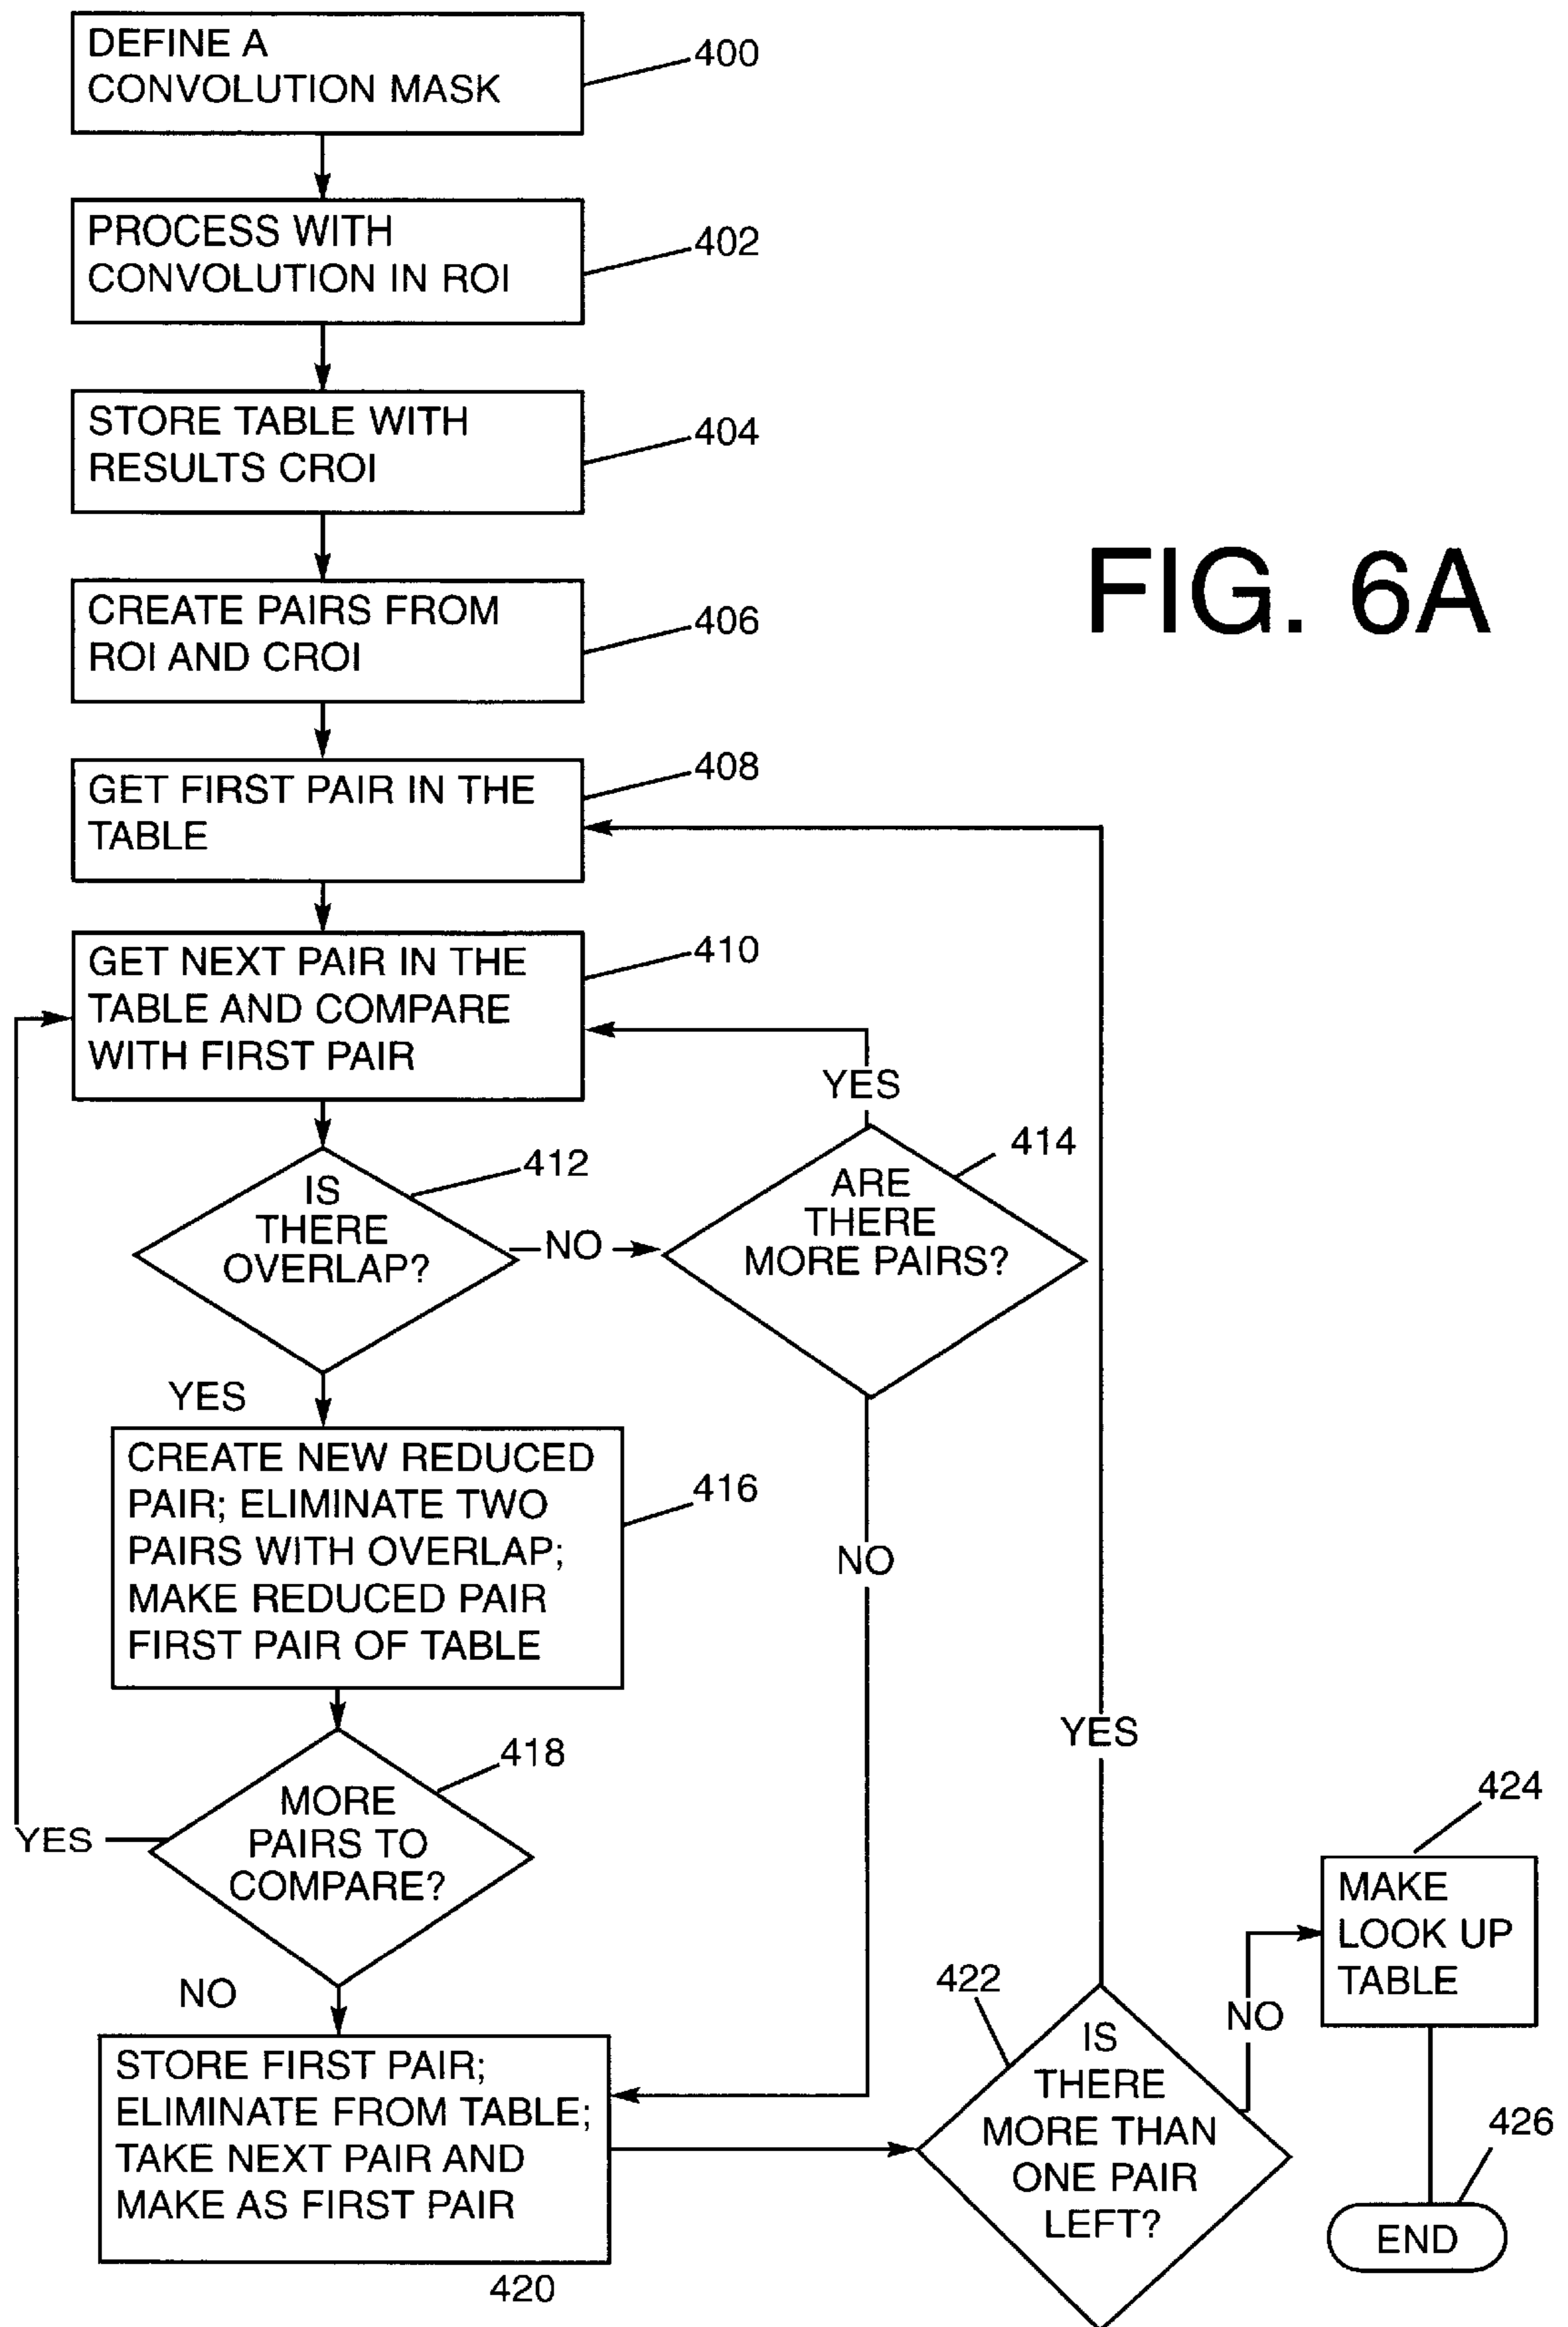 DEFINE A
CONVOLUTION MASK
400
PROCESS WITH
CONVOLUTION IN ROI
402
STORE TABLE WITH
RESULTS CROI
404
FIG. 6A
CREATE PAIRS FROM
ROI AND CROI
406
GET FIRST PAIR IN THE
TABLE
408
GET NEXT PAIR IN THE
TABLE AND COMPARE
WITH FIRST PAIR
410
YES
IS
THERE
OVERLAP?
412
NO
ARE
THERE
MORE PAIRS?
414
YES
CREATE NEW REDUCED
PAIR; ELIMINATE TWO
PAIRS WITH OVERLAP;
MAKE REDUCED PAIR
FIRST PAIR OF TABLE
416
NO
YES
MORE
PAIRS TO
COMPARE?
418
YES
NO
STORE FIRST PAIR;
ELIMINATE FROM TABLE;
TAKE NEXT PAIR AND
MAKE AS FIRST PAIR
420
422
IS
THERE
MORE THAN
ONE PAIR
LEFT?
NO
424
MAKE
LOOK UP
TABLE
426
END